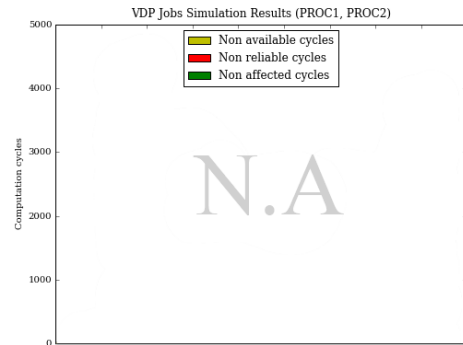 VDP Jobs Simulation Results (PROC1, PROC2)
5000
Non available cycles
Non reliable cycles
Non affected cycles
4000
3000
Computation cycles
N.A
2000
1000
0